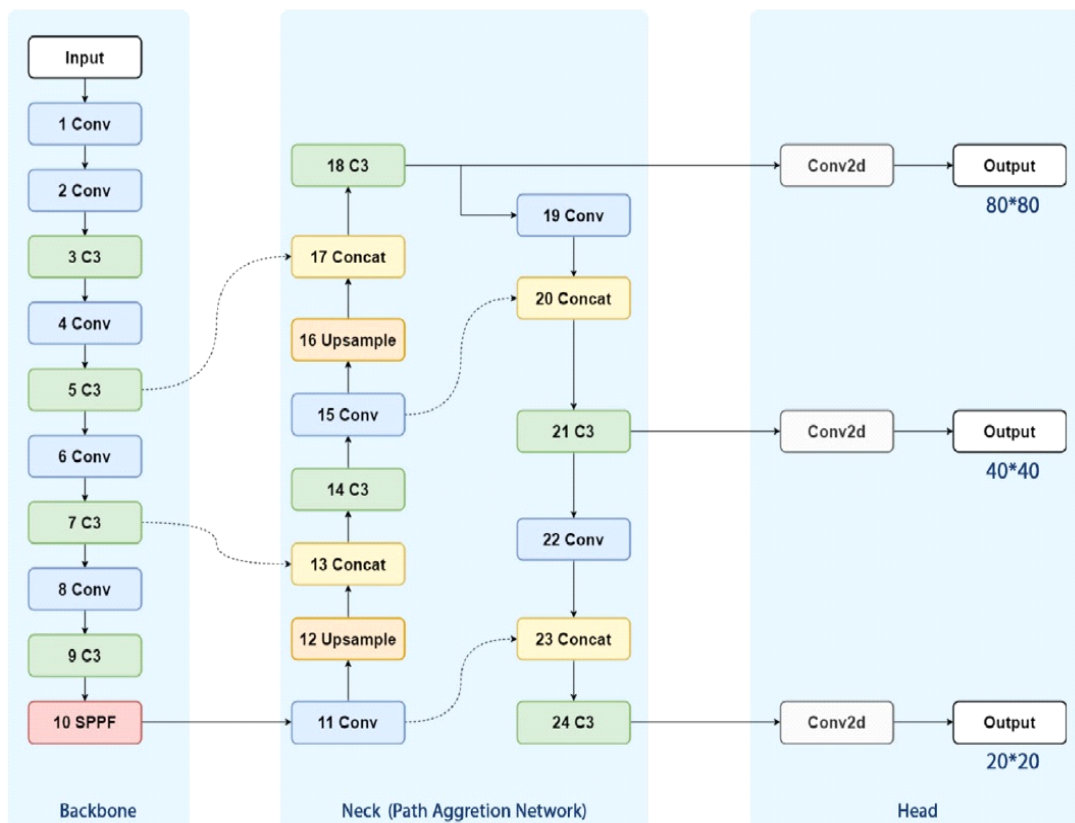 Input
1 Conv
2 Conv
3 C3
4 Conv
5 C3
6 Conv
7 C3
8 Conv
9 C3
10 SPPF
Backbone
18 C3
17 Concat
16 Upsample
15 Conv
14 C3
13 Concat
12 Upsample
11 Conv
19 Conv
20 Concat
21 C3
22 Conv
23 Concat
24 C3
Neck (Path Aggretion Network)
Conv2d
Output
80*80
Conv2d
Output
40*40
Conv2d
Output
20*20
Head